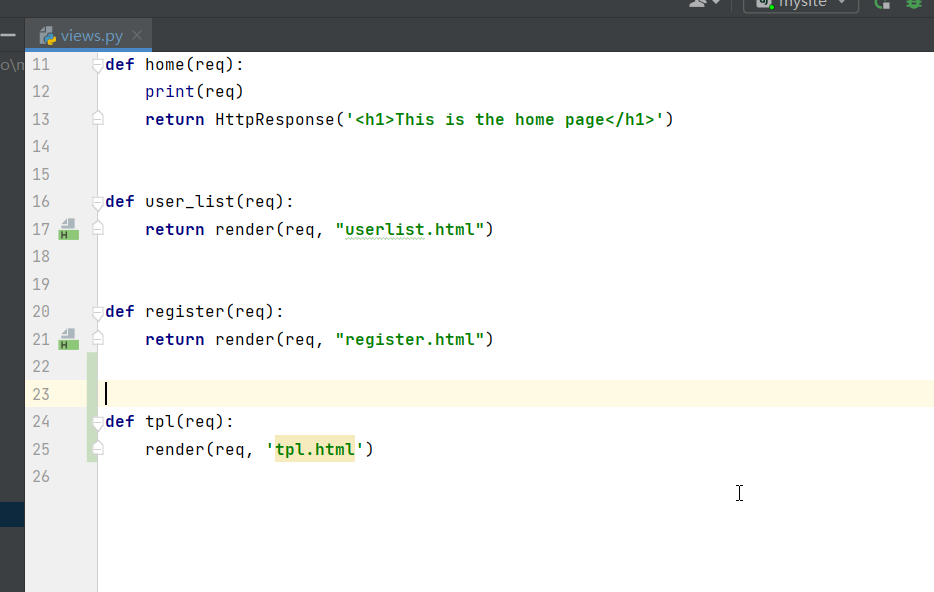 mysite
views.py
o\n
11 def home(req):
12     print(req)
13     return HttpResponse('<h1>This is the home page</h1>')
14
15
16 def user_list(req):
17     return render(req, "userlist.html")
18
19
20 def register(req):
21     return render(req, "register.html")
22
23
24 def tpl(req):
25     render(req, 'tpl.html')
26
H
H